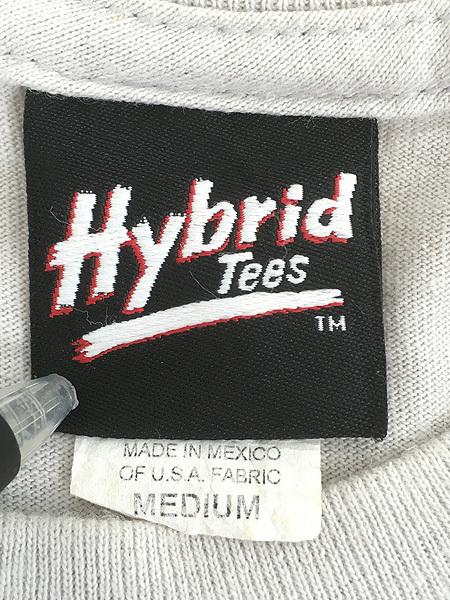 Hybrid
Tees
TM
MADE IN MEXICO
OF U.S.A. FABRIC
MEDIUM